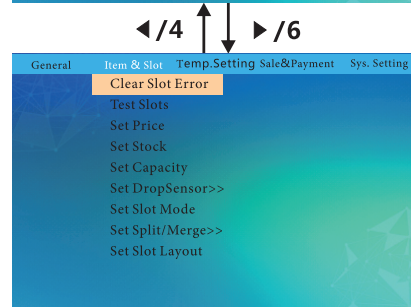 ◀/4 ▶/6
General Item & Slot Temp.Setting Sale&Payment Sys. Setting
Clear Slot Error
Test Slots
Set Price
Set Stock
Set Capacity
Set DropSensor>>
Set Slot Mode
Set Split/Merge>>
Set Slot Layout